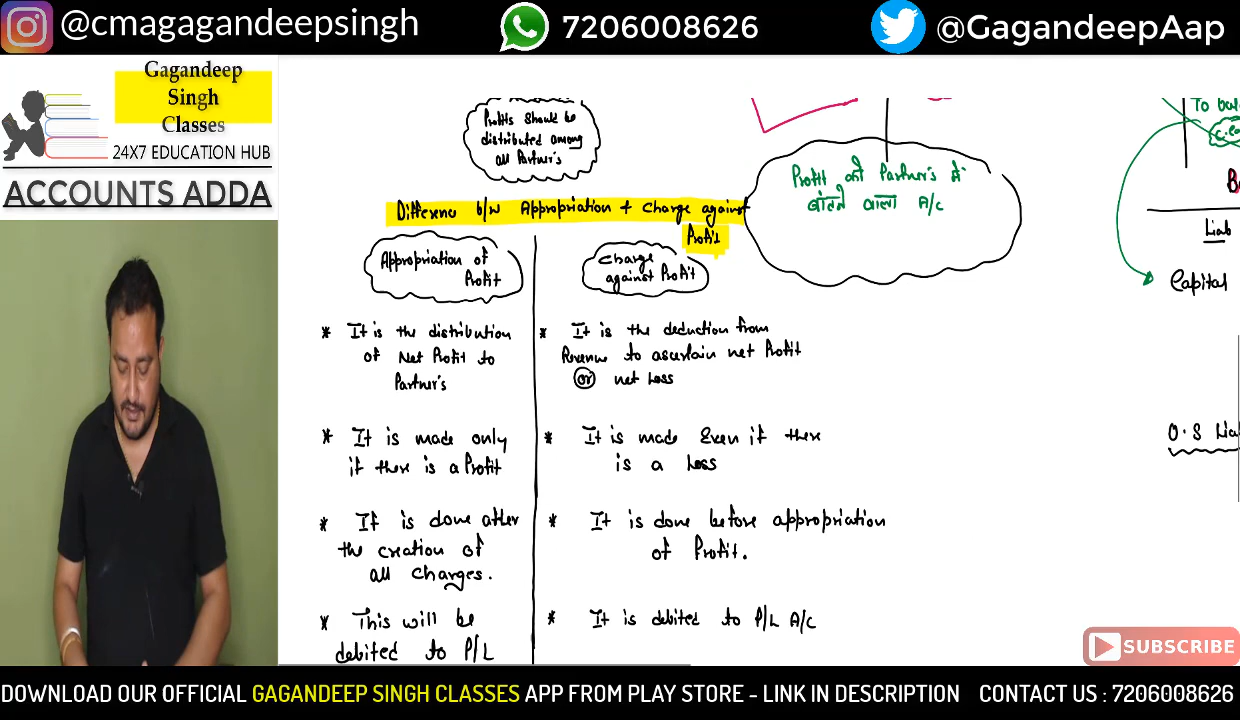 @cmagagandeepsingh
7206008626
@GagandeepAap
Gagandeep
Singh
Classes
24X7 EDUCATION HUB
ACCOUNTS ADDA
Profits should be
distributed among
all Partner's
Difference b/w Appropriation + Charge against
Profit
Profit को Partner's में
बांटने वाला A/c
To bal
Liab
Capital
O.S Liab
Appropriation of
Profit
Charge
against Profit
* It is the distribution
of Net Profit to
Partner's
* It is the deduction from
Revenue to ascertain net Profit
or net loss
* It is made only
if there is a Profit
* It is made Even if there
is a loss
* It is done after
the creation of
all charges.
* It is done before appropriation
of Profit.
* This will be
debited to P/L
* It is debited to P/L A/c
SUBSCRIBE
DOWNLOAD OUR OFFICIAL GAGANDEEP SINGH CLASSES APP FROM PLAY STORE - LINK IN DESCRIPTION CONTACT US : 7206008626